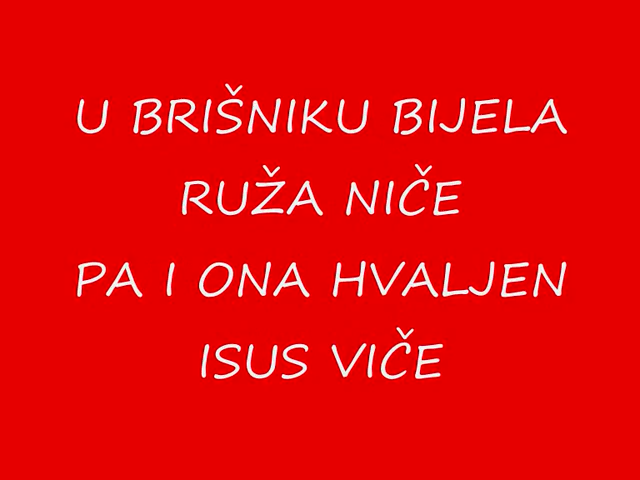 U BRIŠNIKU BIJELA
RUŽA NIČE
PA I ONA HVALJEN
ISUS VIČE